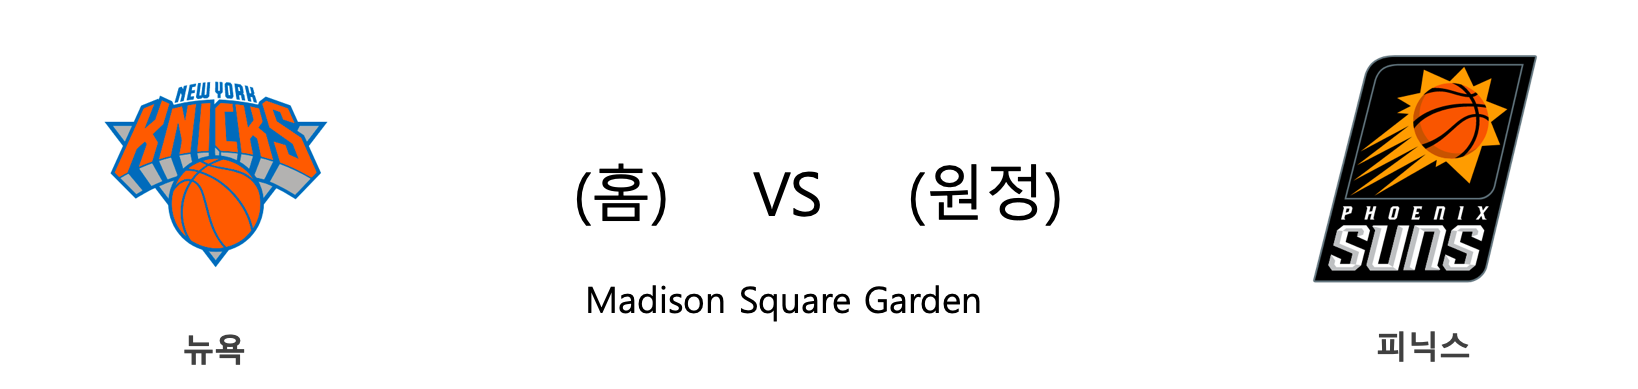 NEW YORK
KNICKS
PHOENIX
SUNS
(홈) VS (원정)
Madison Square Garden
뉴욕
피닉스